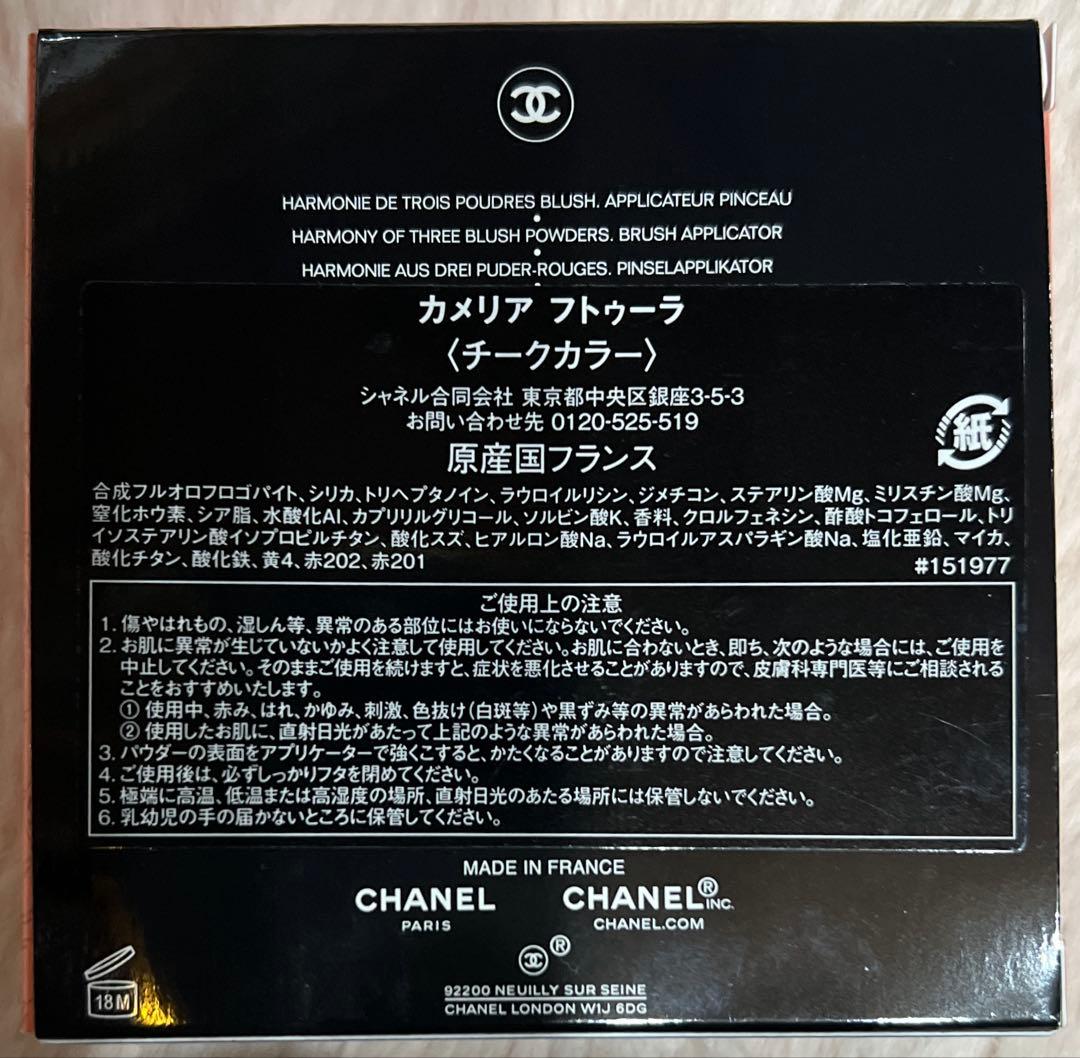 HARMONIE DE TROIS POUDRES BLUSH. APPLICATEUR PINCEAU
HARMONY OF THREE BLUSH POWDERS. BRUSH APPLICATOR
HARMONIE AUS DREI PUDER-ROUGES. PINSELAPPLIKATOR
カメリア フトゥーラ
〈チークカラー〉
シャネル合同会社 東京都中央区銀座3-5-3
お問い合わせ先 0120-525-519
紙
原産国フランス
合成フルオロフロゴパイト、シリカ、トリヘプタノイン、ラウロイルリシン、ジメチコン、ステアリン酸Mg、ミリスチン酸Mg、
窒化ホウ素、シア脂、水酸化Al、カプリリルグリコール、ソルビン酸K、香料、クロルフェネシン、酢酸トコフェロール、トリ
イソステアリン酸イソプロピルチタン、酸化スズ、ヒアルロン酸Na、ラウロイルアスパラギン酸Na、塩化亜鉛、マイカ、
酸化チタン、酸化鉄、黄4、赤202、赤201
#151977
ご使用上の注意
1. 傷やはれもの、湿しん等、異常のある部位にはお使いにならないでください。
2. お肌に異常が生じていないかよく注意して使用してください。お肌に合わないとき、即ち、次のような場合には、ご使用を
中止してください。そのままご使用を続けますと、症状を悪化させることがありますので、皮膚科専門医等にご相談される
ことをおすすめいたします。
① 使用中、赤み、はれ、かゆみ、刺激、色抜け(白斑等)や黒ずみ等の異常があらわれた場合。
② 使用したお肌に、直射日光があたって上記のような異常があらわれた場合。
3. パウダーの表面をアプリケーターで強くこすると、かたくなることがありますので注意してください。
4. ご使用後は、必ずしっかりフタを閉めてください。
5. 極端に高温、低温または高湿度の場所、直射日光のあたる場所には保管しないでください。
6. 乳幼児の手の届かないところに保管してください。
MADE IN FRANCE
CHANEL CHANEL® INC.
PARIS CHANEL.COM
®
18M
92200 NEUILLY SUR SEINE
CHANEL LONDON W1J 6DG